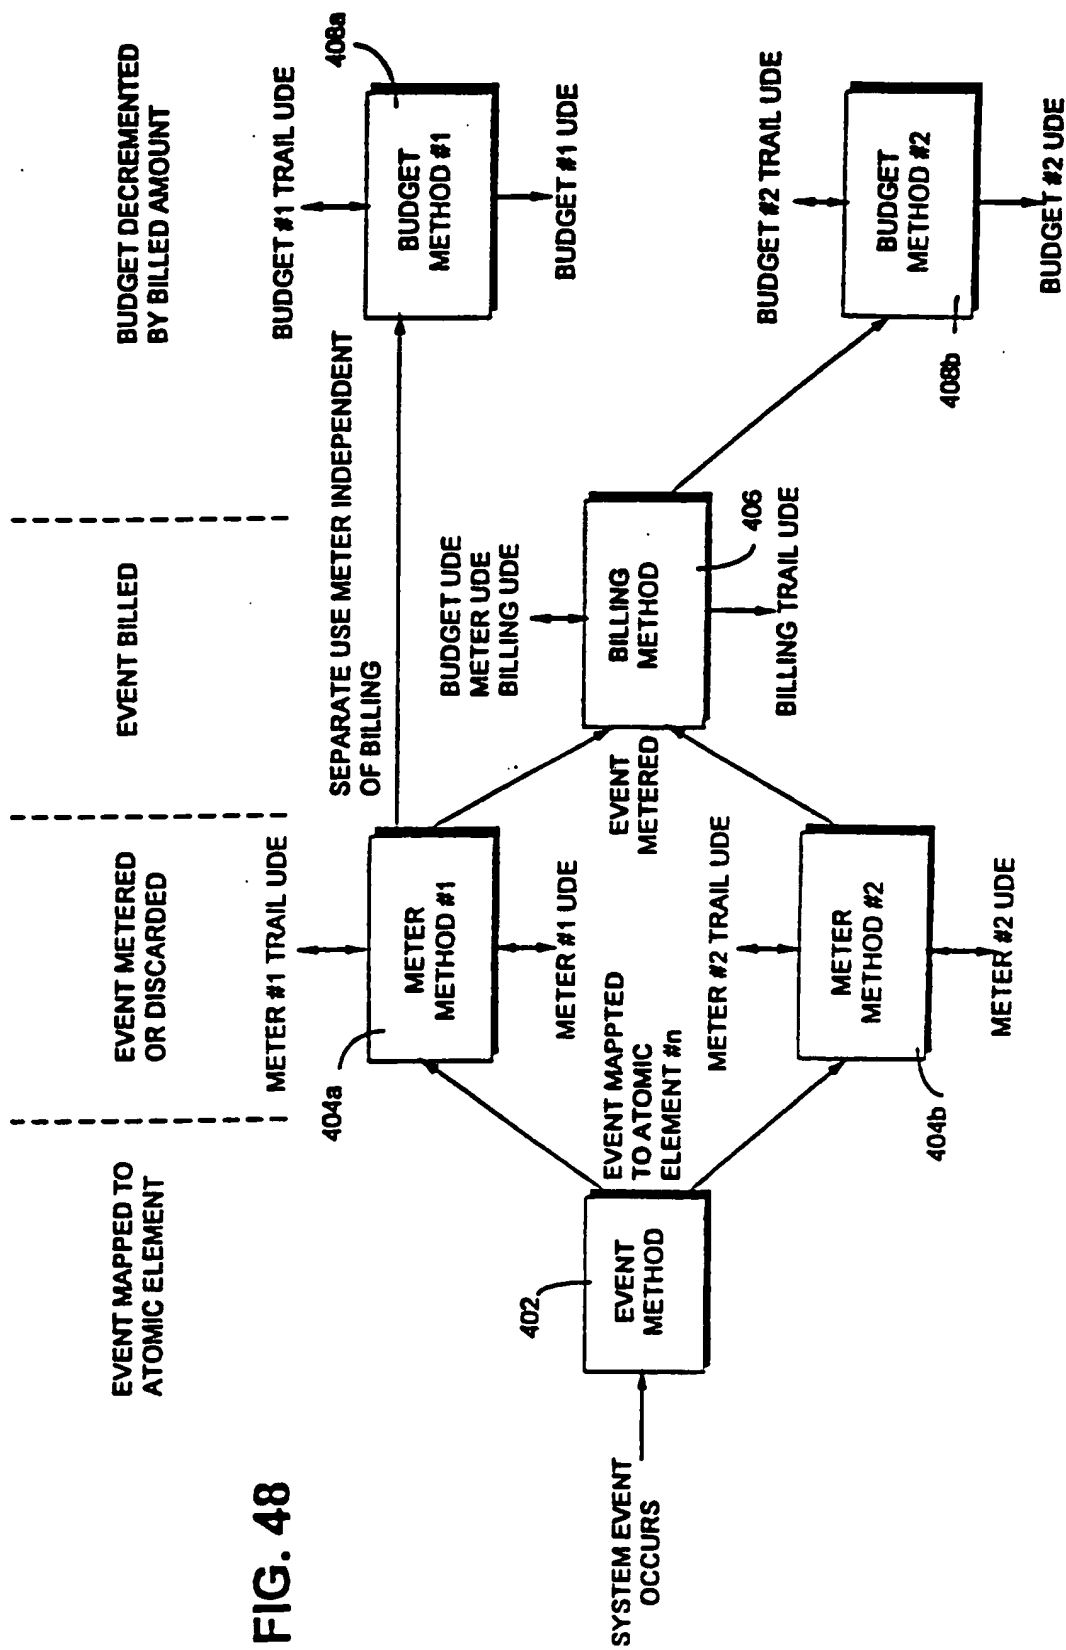 FIG. 48
EVENT MAPPED TO
ATOMIC ELEMENT
EVENT METERED
OR DISCARDED
EVENT BILLED
BUDGET DECREMENTED
BY BILLED AMOUNT
SYSTEM EVENT
OCCURS
402
EVENT
METHOD
EVENT MAPPTED
TO ATOMIC
ELEMENT #n
METER #1 TRAIL UDE
404a
METER
METHOD #1
METER #1 UDE
METER #2 TRAIL UDE
METER
METHOD #2
404b
METER #2 UDE
SEPARATE USE METER INDEPENDENT
OF BILLING
EVENT
METERED
BUDGET UDE
METER UDE
BILLING UDE
BILLING
METHOD
406
BILLING TRAIL UDE
BUDGET #1 TRAIL UDE
408a
BUDGET
METHOD #1
BUDGET #1 UDE
BUDGET #2 TRAIL UDE
BUDGET
METHOD #2
408b
BUDGET #2 UDE